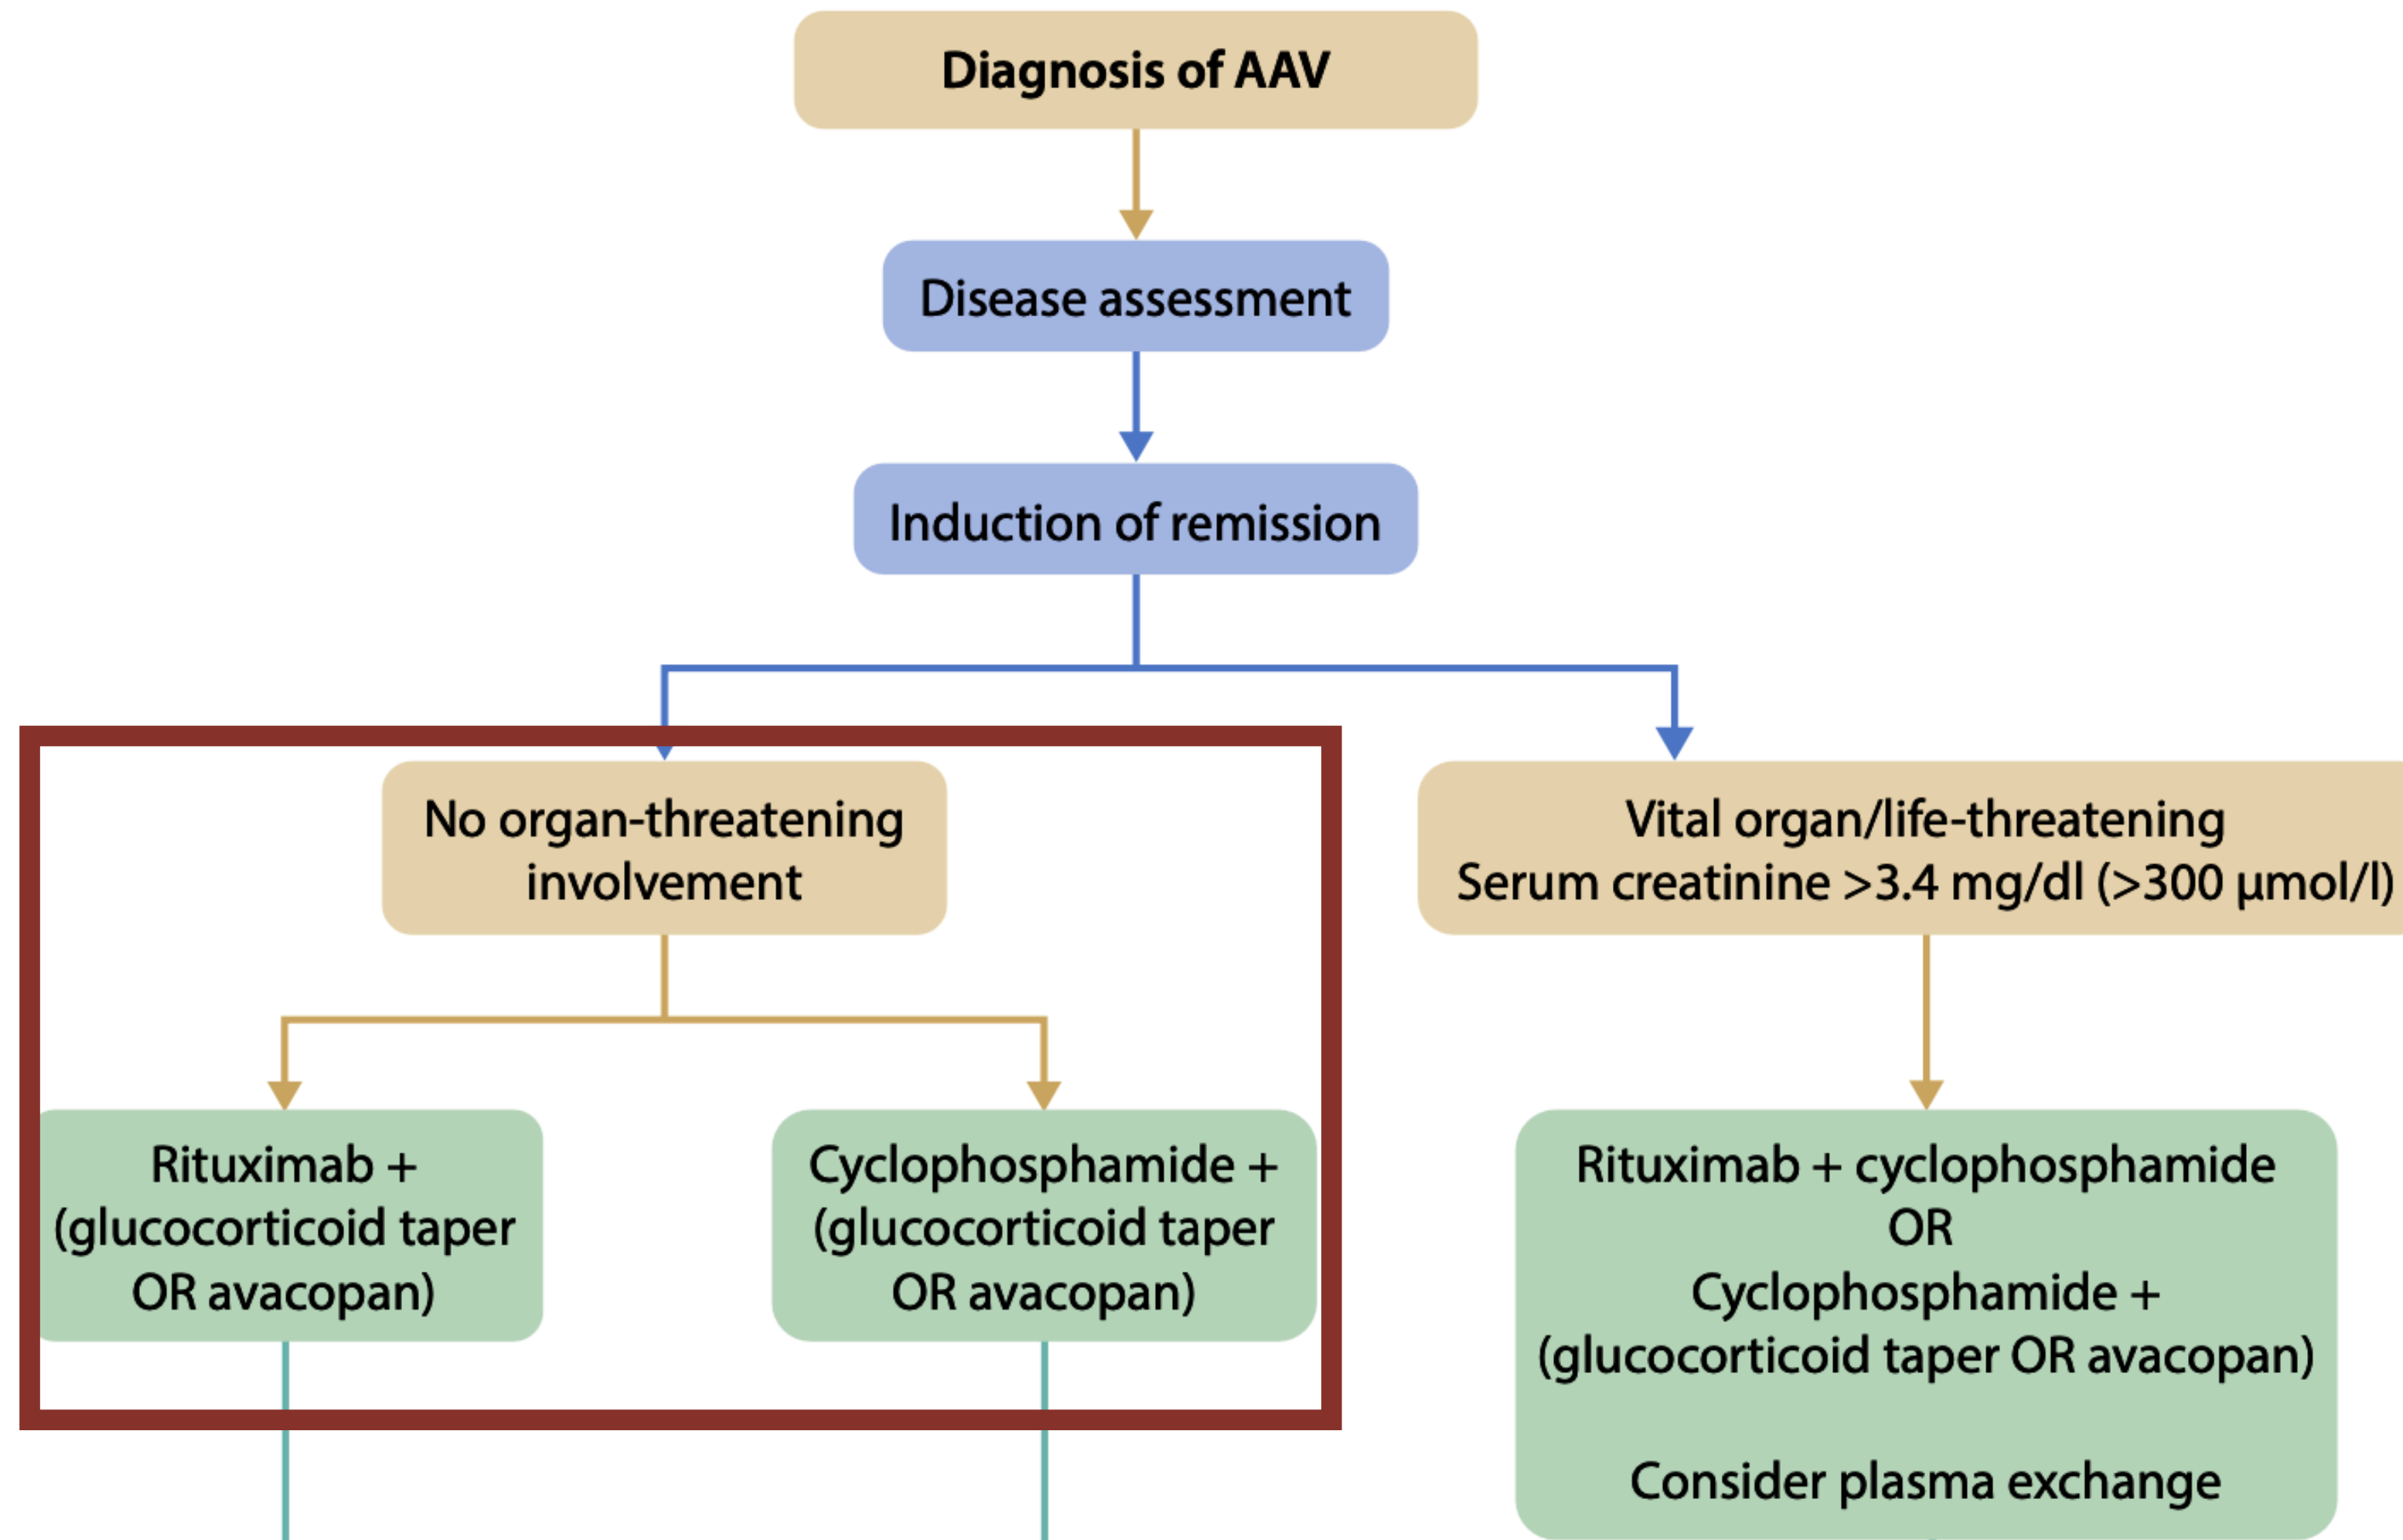 Diagnosis of AAV
Disease assessment
Induction of remission
No organ-threatening
involvement
Vital organ/life-threatening
Serum creatinine >3.4 mg/dl (>300 μmol/l)
Rituximab +
(glucocorticoid taper
OR avacopan)
Cyclophosphamide +
(glucocorticoid taper
OR avacopan)
Rituximab + cyclophosphamide
OR
Cyclophosphamide +
(glucocorticoid taper OR avacopan)
Consider plasma exchange